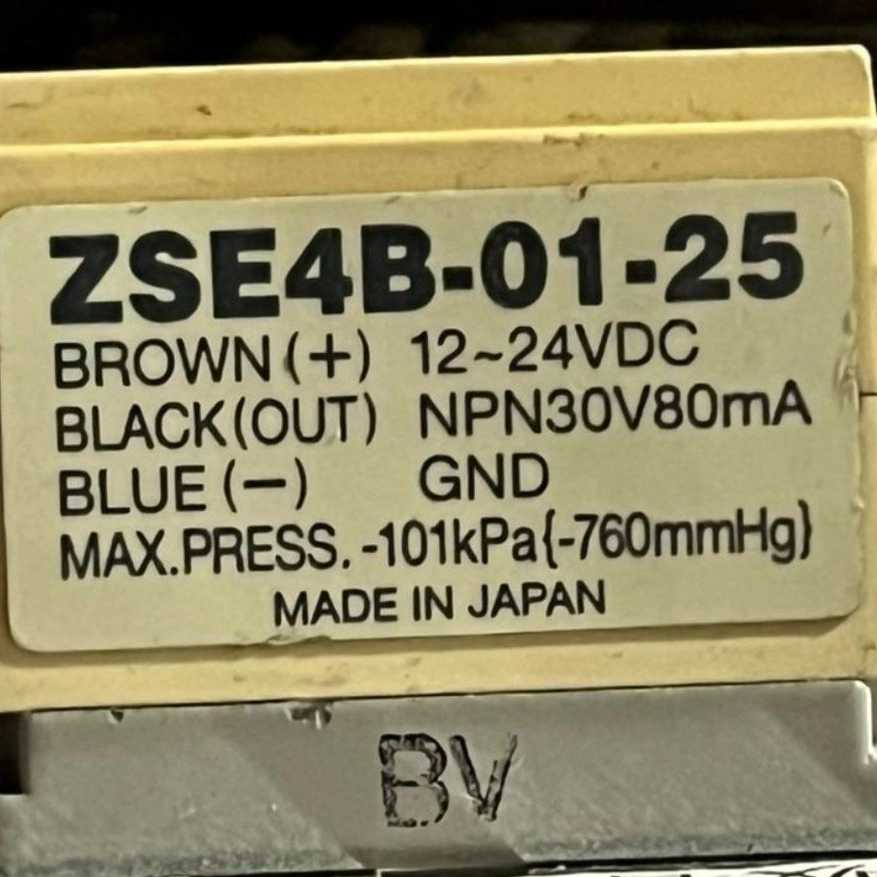 ZSE4B-01-25
BROWN (+) 12~24VDC
BLACK(OUT) NPN30V80mA
BLUE (−) GND
MAX.PRESS. -101kPa{-760mmHg}
MADE IN JAPAN
BV